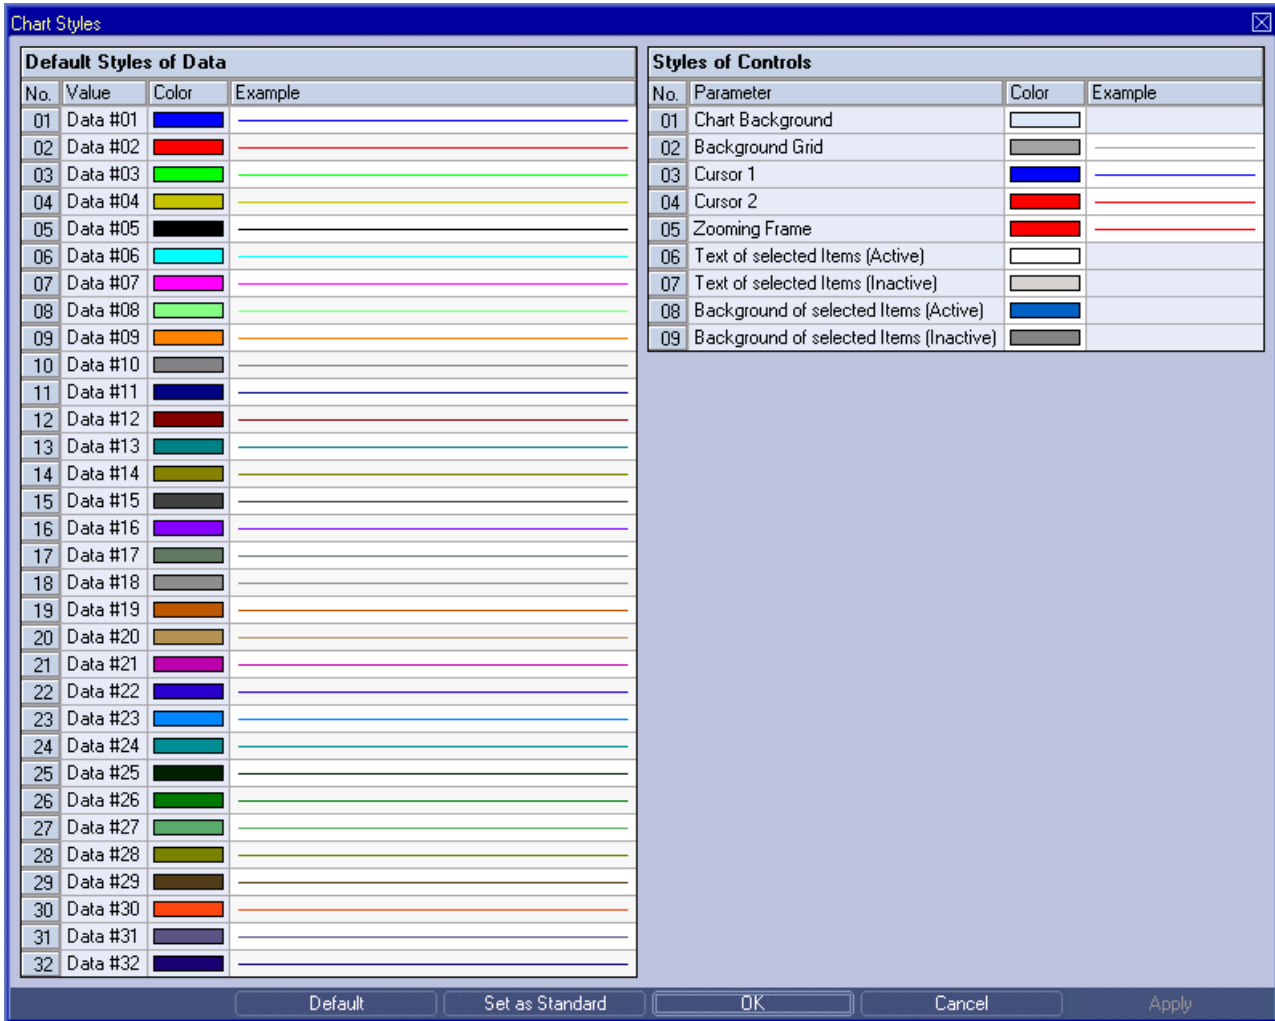 Chart Styles
Default Styles of Data
No. Value Color Example
01 Data #01
02 Data #02
03 Data #03
04 Data #04
05 Data #05
06 Data #06
07 Data #07
08 Data #08
09 Data #09
10 Data #10
11 Data #11
12 Data #12
13 Data #13
14 Data #14
15 Data #15
16 Data #16
17 Data #17
18 Data #18
19 Data #19
20 Data #20
21 Data #21
22 Data #22
23 Data #23
24 Data #24
25 Data #25
26 Data #26
27 Data #27
28 Data #28
29 Data #29
30 Data #30
31 Data #31
32 Data #32
Styles of Controls
No. Parameter Color Example
01 Chart Background
02 Background Grid
03 Cursor 1
04 Cursor 2
05 Zooming Frame
06 Text of selected Items (Active)
07 Text of selected Items (Inactive)
08 Background of selected Items (Active)
09 Background of selected Items (Inactive)
Default Set as Standard OK Cancel Apply